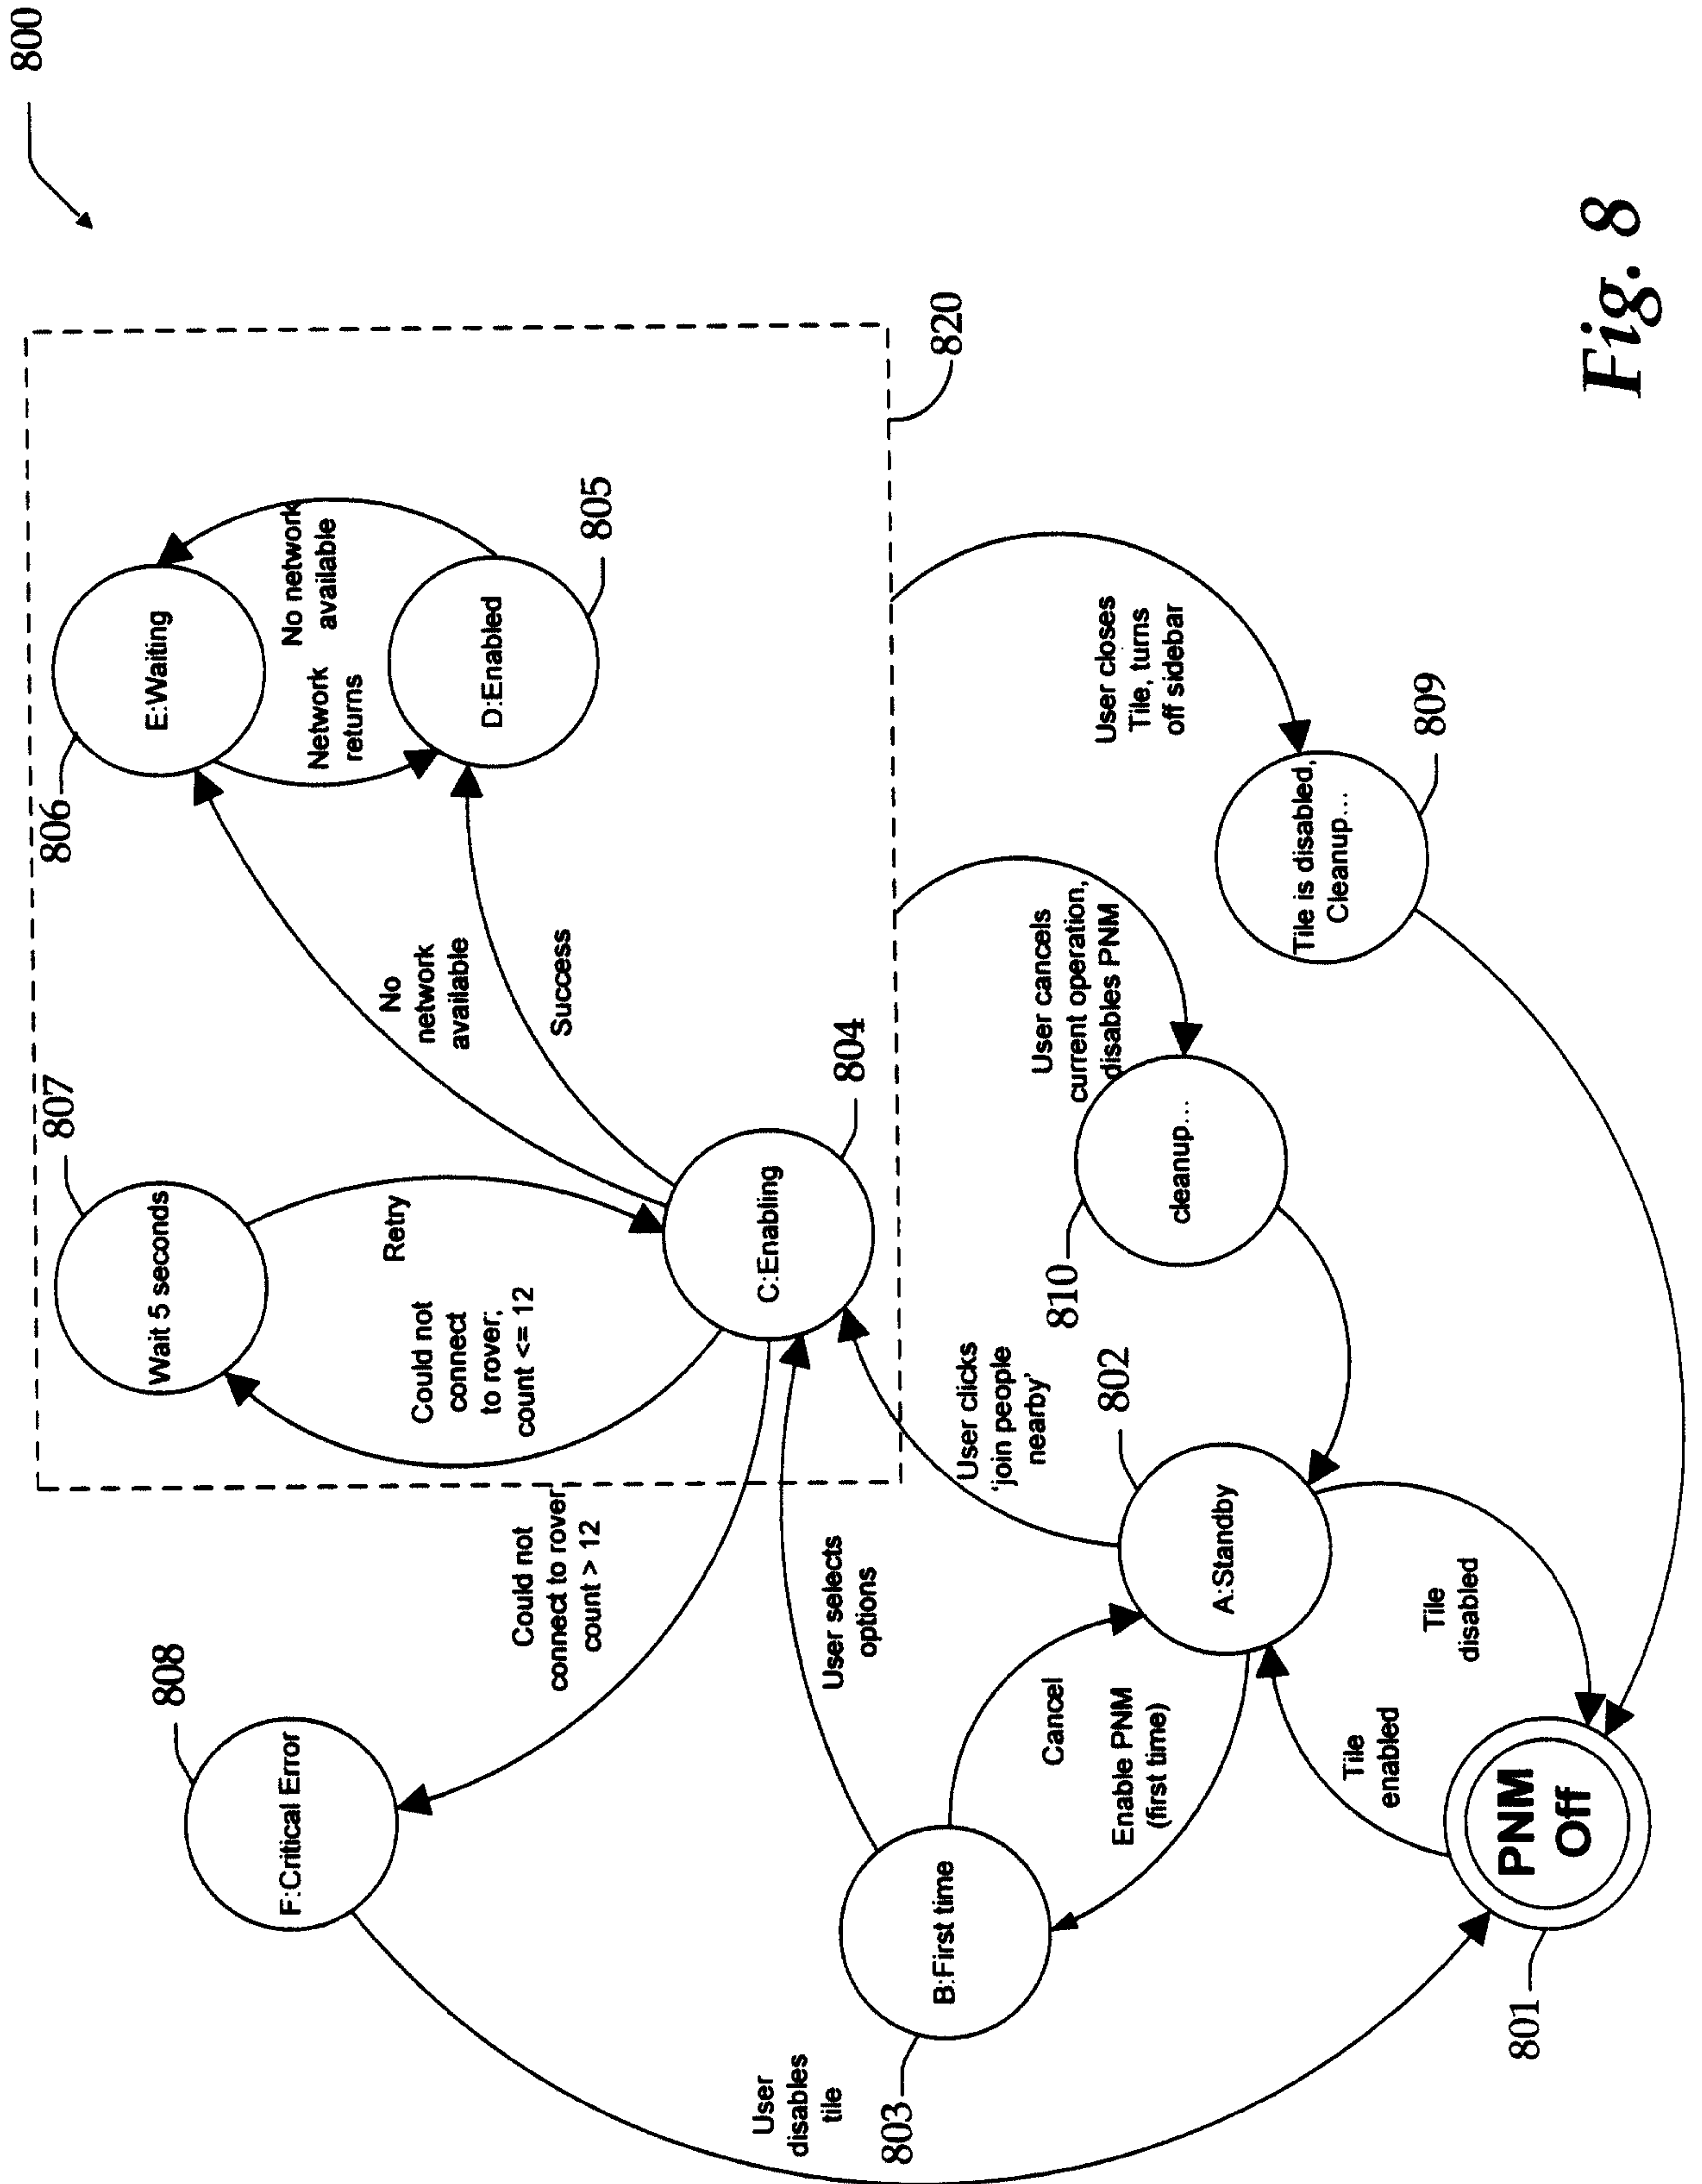 800
820
807
Wait 5 seconds
806
E:Waiting
No network
available
Network
returns
D:Enabled
805
Retry
Could not
connect
to rover;
count <= 12
No
network
available
Success
C:Enabling
804
808
F:Critical Error
Could not
connect to rover
count > 12
User selects
options
User clicks
'join people
nearby'
User cancels
current operation,
disables PNM
User closes
Tile, turns
off sidebar
User
disables
tile
803
B:First time
Cancel
Enable PNM
(first time)
802
A:Standby
810
cleanup...
809
Tile is disabled,
Cleanup...
Tile
enabled
Tile
disabled
801
PNM
Off
Fig. 8